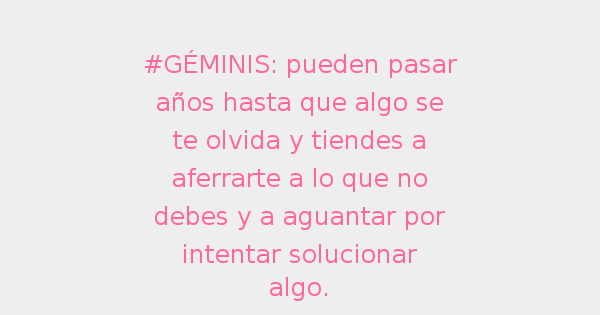 #GÉMINIS: pueden pasar
años hasta que algo se
te olvida y tiendes a
aferrarte a lo que no
debes y a aguantar por
intentar solucionar
algo.